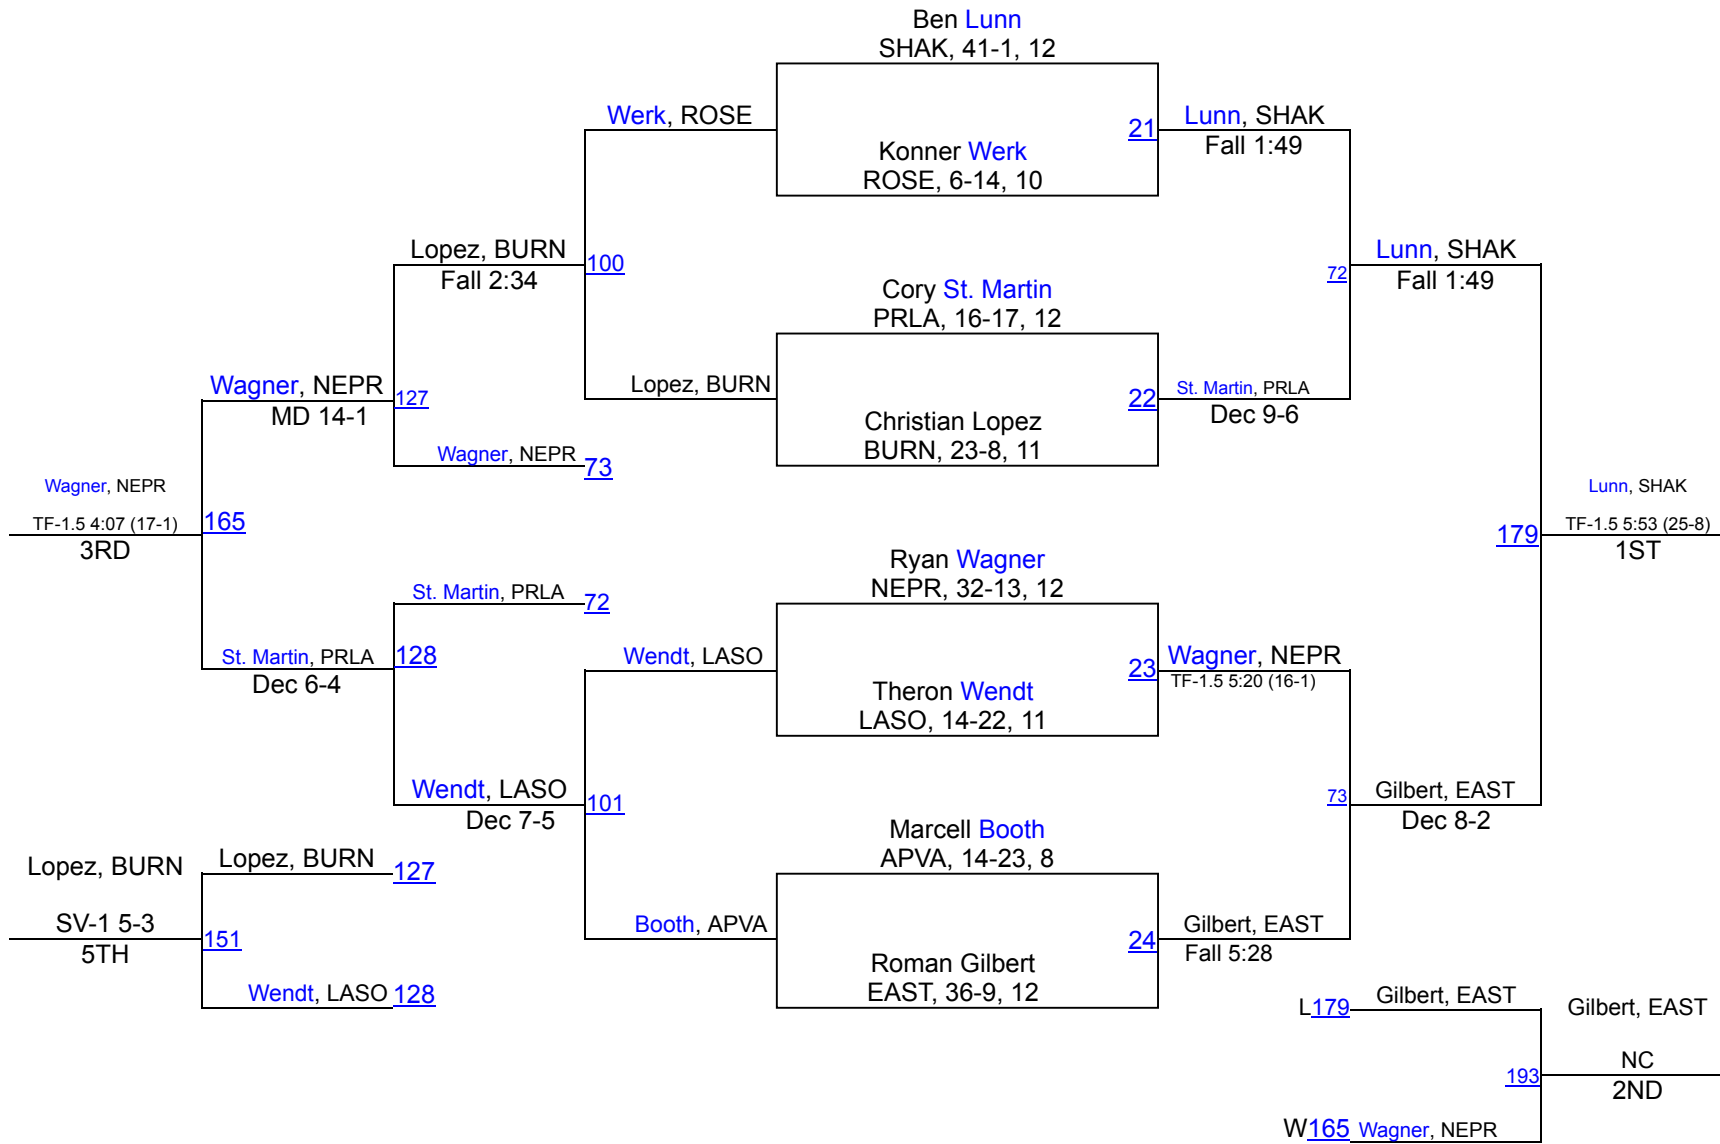 Ben Lunn
SHAK, 41-1, 12
Werk, ROSE
21
Lunn, SHAK
Fall 1:49
Konner Werk
ROSE, 6-14, 10
Lopez, BURN
Fall 2:34
100
72
Lunn, SHAK
Fall 1:49
Cory St. Martin
PRLA, 16-17, 12
Wagner, NEPR
MD 14-1
127
Lopez, BURN
22
St. Martin, PRLA
Dec 9-6
Christian Lopez
BURN, 23-8, 11
Wagner, NEPR
73
Wagner, NEPR
TF-1.5 4:07 (17-1)
3RD
165
179
Lunn, SHAK
TF-1.5 5:53 (25-8)
1ST
Ryan Wagner
NEPR, 32-13, 12
St. Martin, PRLA
72
St. Martin, PRLA
Dec 6-4
128
Wendt, LASO
23
Wagner, NEPR
TF-1.5 5:20 (16-1)
Theron Wendt
LASO, 14-22, 11
Wendt, LASO
Dec 7-5
101
73
Gilbert, EAST
Dec 8-2
Marcell Booth
APVA, 14-23, 8
Lopez, BURN
Lopez, BURN
127
SV-1 5-3
5TH
151
Booth, APVA
24
Gilbert, EAST
Fall 5:28
Roman Gilbert
EAST, 36-9, 12
Wendt, LASO
128
L179
Gilbert, EAST
Gilbert, EAST
NC
2ND
193
W165
Wagner, NEPR